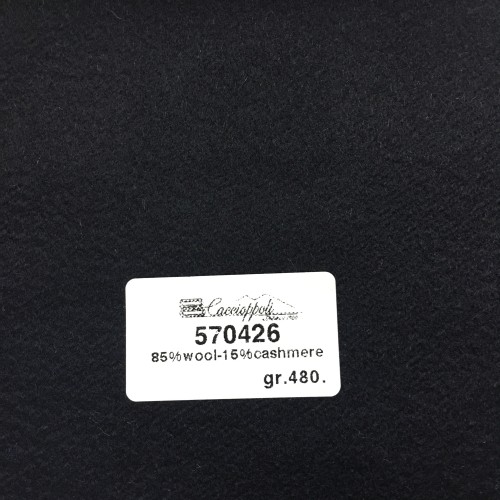 Caccioppoli
570426
85%wool-15%cashmere
gr.480.